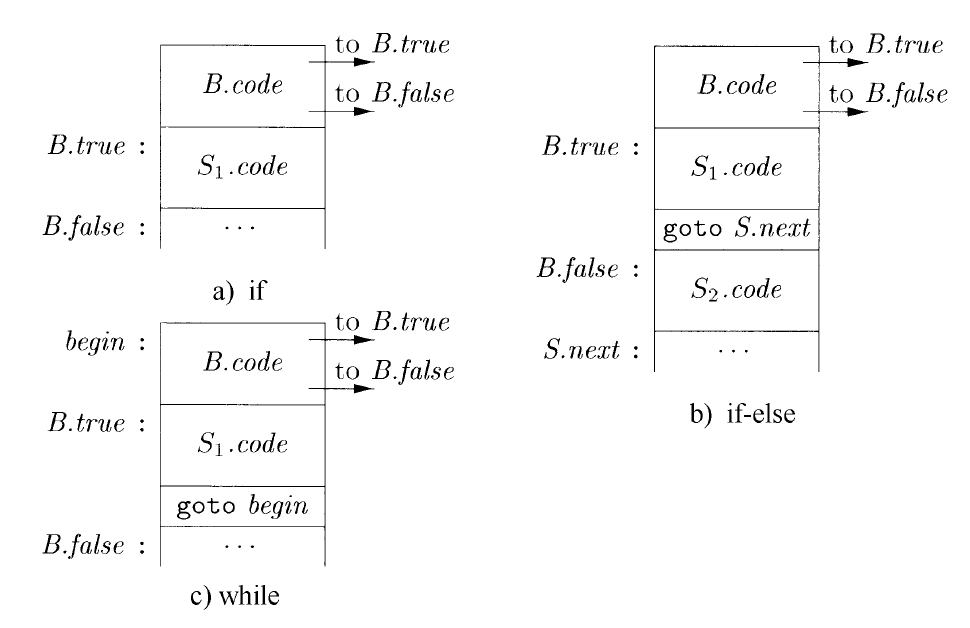 to B.true
B.code
to B.false
B.true :
S₁.code
B.false :
...
a) if
begin :
to B.true
B.code
to B.false
B.true :
S₁.code
goto begin
B.false :
...
c) while
to B.true
B.code
to B.false
B.true :
S₁.code
goto S.next
B.false :
S₂.code
S.next :
...
b) if-else